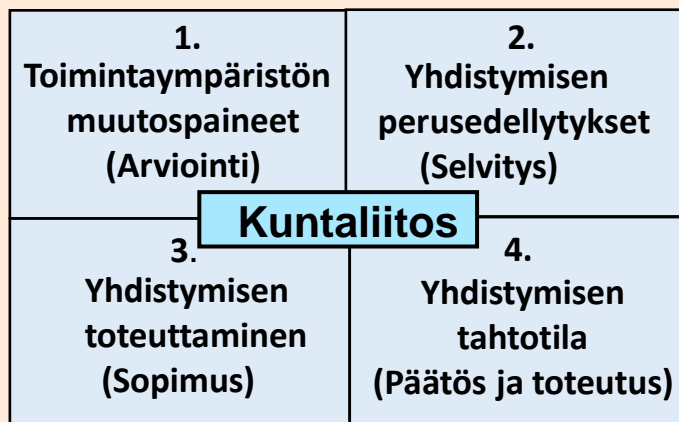 1.
Toimintaympäristön
muutospaineet
(Arviointi)
2.
Yhdistymisen
perusedellytykset
(Selvitys)
Kuntaliitos
3.
Yhdistymisen
toteuttaminen
(Sopimus)
4.
Yhdistymisen
tahtotila
(Päätös ja toteutus)